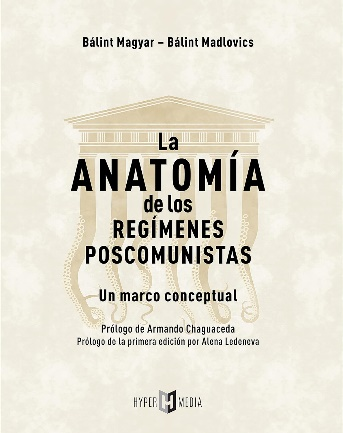 Bálint Magyar – Bálint Madlovics
La
ANATOMÍA
de los
REGÍMENES
POSCOMUNISTAS
Un marco conceptual
Prólogo de Armando Chaguaceda
Prólogo de la primera edición por Alena Ledeneva
HYPER H MEDIA